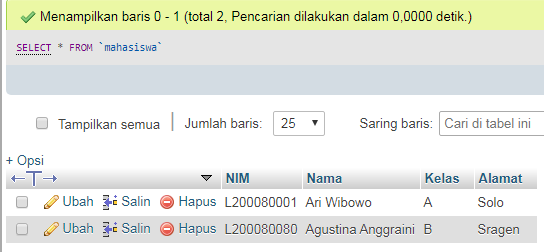 Menampilkan baris 0 - 1 (total 2, Pencarian dilakukan dalam 0,0000 detik.)
SELECT * FROM `mahasiswa`
Tampilkan semua | Jumlah baris: 25 Saring baris: Cari di tabel ini
+ Opsi
NIM Nama Kelas Alamat
Ubah Salin Hapus L200080001 Ari Wibowo A Solo
Ubah Salin Hapus L200080080 Agustina Anggraini B Sragen